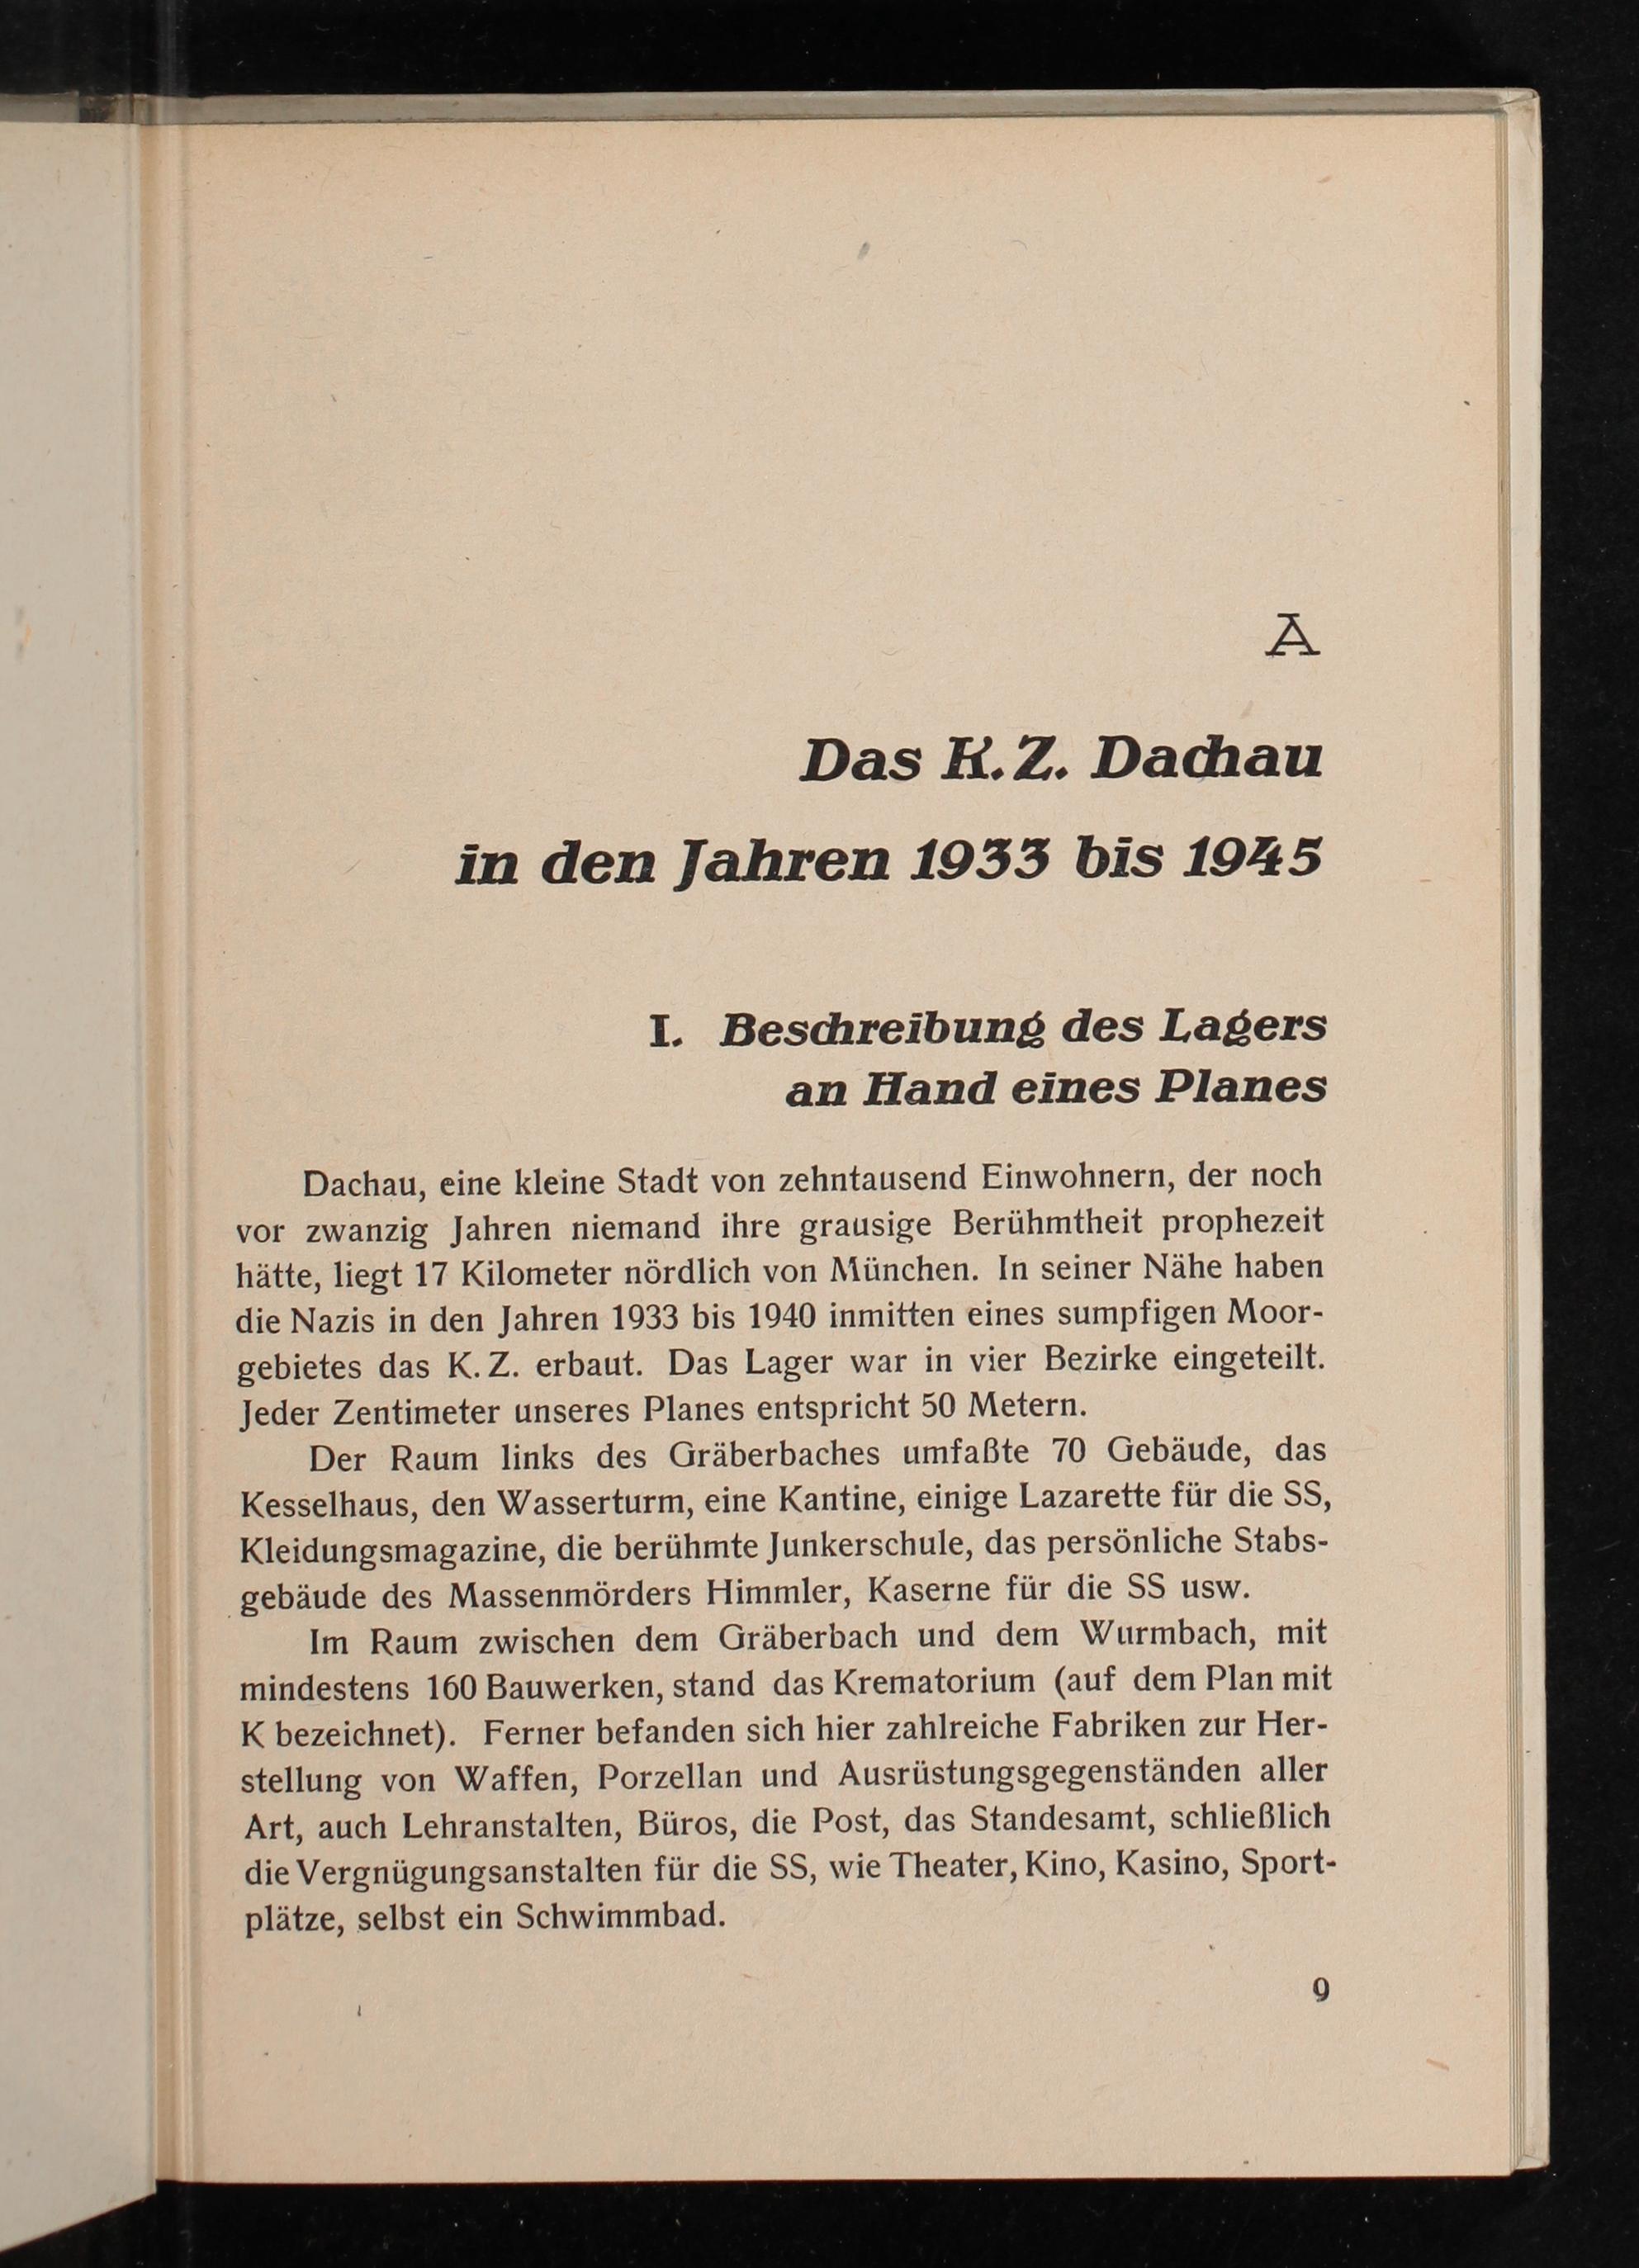 A
Das K.Z. Dachau
in den Jahren 1933 bis 1945
I. Beschreibung des Lagers
an Hand eines Planes
Dachau, eine kleine Stadt von zehntausend Einwohnern, der noch
vor zwanzig Jahren niemand ihre grausige Berühmtheit prophezeit
hätte, liegt 17 Kilometer nördlich von München. In seiner Nähe haben
die Nazis in den Jahren 1933 bis 1940 inmitten eines sumpfigen Moor-
gebietes das K.Z. erbaut. Das Lager war in vier Bezirke eingeteilt.
Jeder Zentimeter unseres Planes entspricht 50 Metern.
Der Raum links des Gräberbaches umfaßte 70 Gebäude, das
Kesselhaus, den Wasserturm, eine Kantine, einige Lazarette für die SS,
Kleidungsmagazine, die berühmte Junkerschule, das persönliche Stabs-
gebäude des Massenmörders Himmler, Kaserne für die SS usw.
Im Raum zwischen dem Gräberbach und dem Wurmbach, mit
mindestens 160 Bauwerken, stand das Krematorium (auf dem Plan mit
K bezeichnet). Ferner befanden sich hier zahlreiche Fabriken zur Her-
stellung von Waffen, Porzellan und Ausrüstungsgegenständen aller
Art, auch Lehranstalten, Büros, die Post, das Standesamt, schließlich
die Vergnügungsanstalten für die SS, wie Theater, Kino, Kasino, Sport-
plätze, selbst ein Schwimmbad.
9